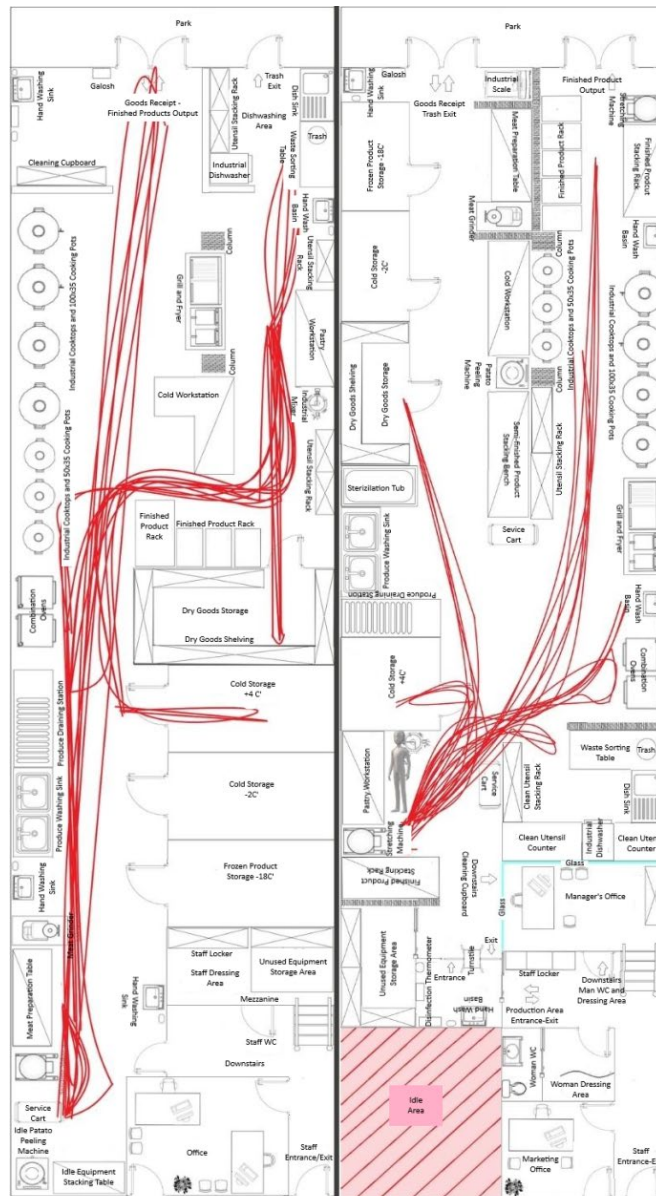 Park
Hand Washing
Sink
Galosh
Goods Receipt -
Finished Products Output
Utensil Stacking Rack
Trash
Exit
Dishwashing
Area
Dish Sink
Trash
Waste Sorting
Table
Industrial
Dishwasher
Cleaning Cupboard
Hand Wash
Basin
Column
Utensil Stacking
Rack
Grill and Fryer
Industrial Cooktops and 100x35 Cooking Pots
Pastry
Workstation
Column
Cold Workstation
Industrial
Mixer
Utensil Stacking
Rack
Industrial Cooktops and 50x35 Cooking Pots
Finished
Product
Rack
Finished Product Rack
Combination
Ovens
Dry Goods Storage
Dry Goods Shelving
Produce Draining Station
Cold Storage
+4 C'
Produce Washing Sink
Cold Storage
-2C'
Hand Washing
Sink
Frozen Product
Storage -18C'
Meat Grinder
Staff Locker
Staff Dressing
Area
Unused Equipment
Storage Area
Meat Preparation Table
Hand Washing
Sink
Mezzanine
Staff WC
Downstairs
Service
Cart
Idle Patato
Peeling
Machine
Idle Equipment
Stacking Table
Office
Staff
Entrance/Exit
Park
Hand Washing
Sink
Galosh
Goods Receipt
Trash Exit
Industrial
Scale
Finished Product
Output
Stretching
Machine
Frozen Product
Storage -18C'
Meat Preparation Table
Finished Product Rack
Finished Prodcut
Stacking Rack
Meat Grinder
Hand Wash
Basin
Column
Cold Storage
-2C'
Cold Workstation
Industrial Cooktops and 50x35 Cooking Pots
Industrial Cooktops and 100x35 Cooking Pots
Patato
Peeling
Machine
Column
Dry Goods Shelving
Dry Goods Storage
Semi-Finished Product
Stacking Bench
Utensil Stacking Rack
Sterizilation Tub
Grill and Fryer
Sevice
Cart
Produce Washing Sink
Produce Draining Station
Hand Wash
Basin
Cold Storage
+4C'
Combination
Ovens
Waste Sorting
Table
Trash
Pastry Workstation
Service
Cart
Clean Utensil
Stacking Rack
Dish Sink
Stretching
Machine
Clean Utensil
Counter
Industrial
Dishwasher
Clean Uten
Counter
Finished Product
Stacking Rack
Downstairs
Cleaning Cupboard
Glass
Glass
Manager's Office
Unused Equipment
Storage Area
Disinfection Thermometer
Exit
Turnstile
Entrance
Hand Wash
Basin
Staff Locker
Downstairs
Man WC and
Dressing Area
Production Area
Entrance-Exit
Idle
Area
Woman WC
Woman Dressing
Area
Marketing
Office
Staff
Entrance-E